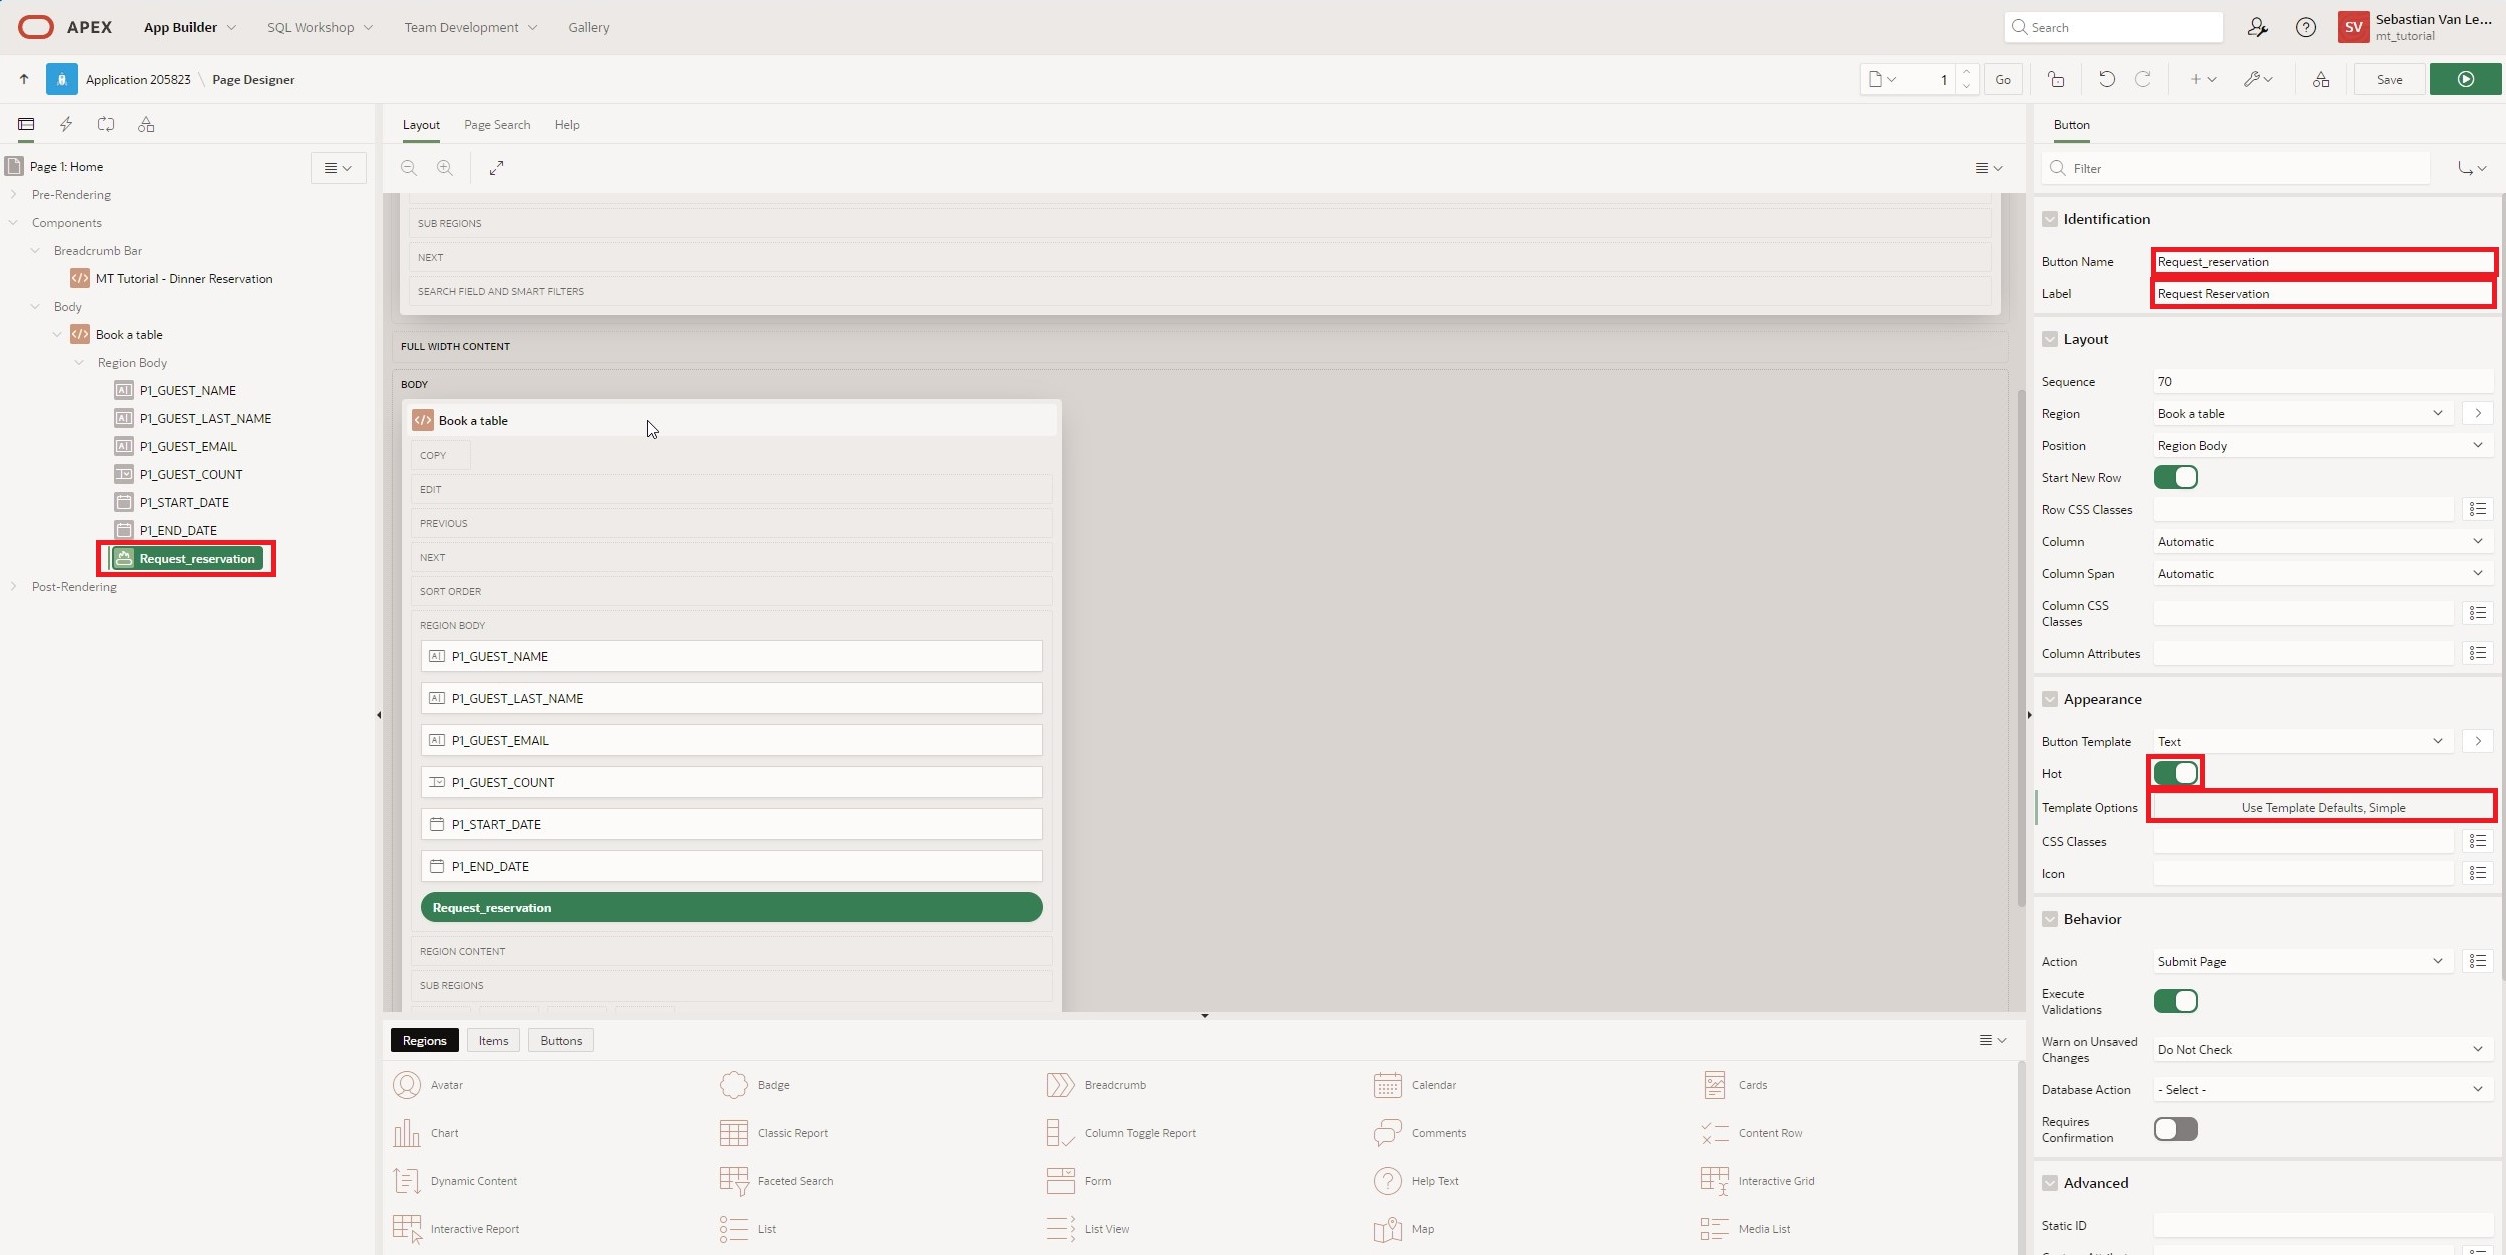 APEX App Builder SQL Workshop Team Development Gallery Search SV Sebastian Van Le...
mt_tutorial
Application 205823 \ Page Designer 1 Go Save
Page 1: Home
Pre-Rendering
Components
Breadcrumb Bar
MT Tutorial - Dinner Reservation
Body
Book a table
Region Body
P1_GUEST_NAME
P1_GUEST_LAST_NAME
P1_GUEST_EMAIL
P1_GUEST_COUNT
P1_START_DATE
P1_END_DATE
Request_reservation
Post-Rendering
Layout Page Search Help
SUB REGIONS
NEXT
SEARCH FIELD AND SMART FILTERS
FULL WIDTH CONTENT
BODY
Book a table
COPY
EDIT
PREVIOUS
NEXT
SORT ORDER
REGION BODY
P1_GUEST_NAME
P1_GUEST_LAST_NAME
P1_GUEST_EMAIL
P1_GUEST_COUNT
P1_START_DATE
P1_END_DATE
Request_reservation
REGION CONTENT
SUB REGIONS
Regions Items Buttons
Avatar Badge Breadcrumb Calendar Cards
Chart Classic Report Column Toggle Report Comments Content Row
Dynamic Content Faceted Search Form Help Text Interactive Grid
Interactive Report List List View Map Media List
Button
Filter
Identification
Button Name Request_reservation
Label Request Reservation
Layout
Sequence 70
Region Book a table
Position Region Body
Start New Row
Row CSS Classes
Column Automatic
Column Span Automatic
Column CSS
Classes
Column Attributes
Appearance
Button Template Text
Hot
Template Options Use Template Defaults, Simple
CSS Classes
Icon
Behavior
Action Submit Page
Execute
Validations
Warn on Unsaved
Changes Do Not Check
Database Action - Select -
Requires
Confirmation
Advanced
Static ID